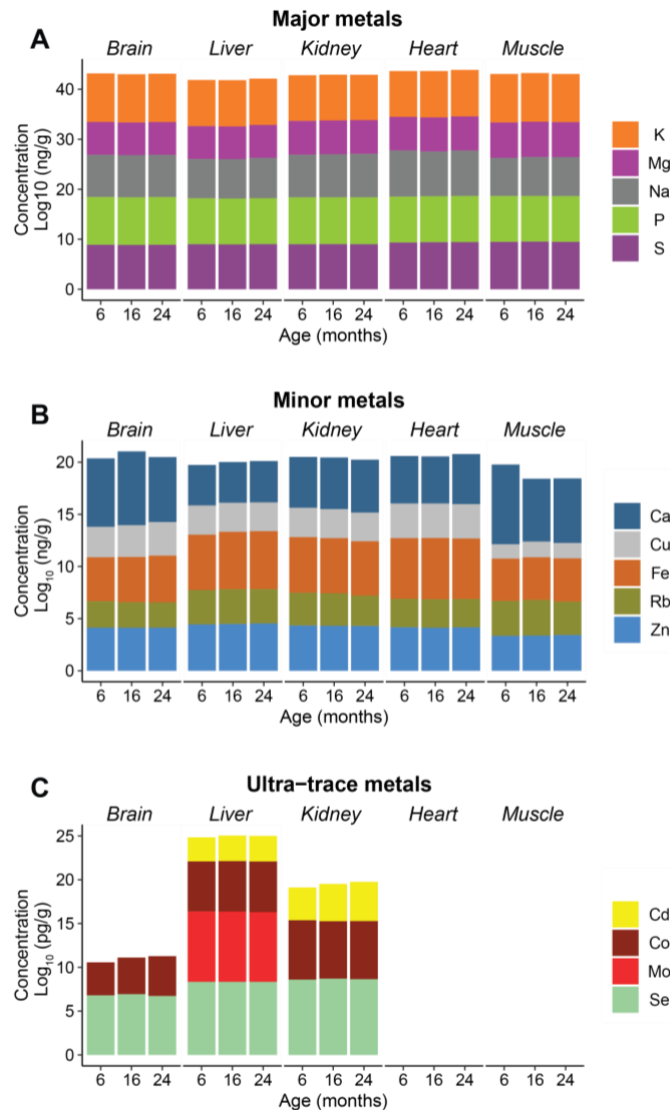 A
Major metals
Brain Liver Kidney Heart Muscle
Concentration
Log10 (ng/g)
40
30
20
10
0
6 16 24 6 16 24 6 16 24 6 16 24 6 16 24
Age (months)
K
Mg
Na
P
S
B
Minor metals
Brain Liver Kidney Heart Muscle
Concentration
Log₁₀ (ng/g)
20
15
10
5
0
6 16 24 6 16 24 6 16 24 6 16 24 6 16 24
Age (months)
Ca
Cu
Fe
Rb
Zn
C
Ultra−trace metals
Brain Liver Kidney Heart Muscle
Concentration
Log₁₀ (pg/g)
25
20
15
10
5
0
6 16 24 6 16 24 6 16 24 6 16 24 6 16 24
Age (months)
Cd
Co
Mo
Se